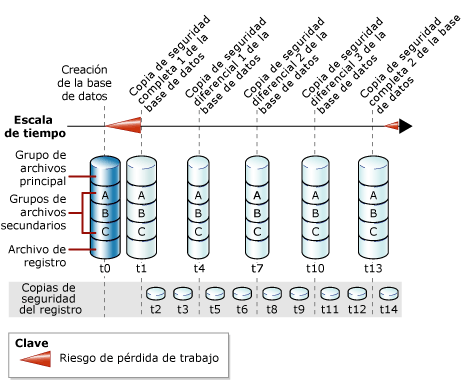 Creación
de la base
de datos
Copia de seguridad
completa 1 de la
base de datos
Copia de seguridad
diferencial 1 de la
base de datos
Copia de seguridad
diferencial 2 de la
base de datos
Copia de seguridad
diferencial 3 de la
base de datos
Copia de seguridad
completa 2 de la base
de datos
Escala
de tiempo
Grupo de
archivos
principal
Grupos de
archivos
secundarios
Archivo de
registro
A A A A A A
B B B B B B
C C C C C C
t0 t1 t4 t7 t10 t13
Copias de
seguridad
del registro
t2 t3 t5 t6 t8 t9 t11 t12 t14
Clave
Riesgo de pérdida de trabajo